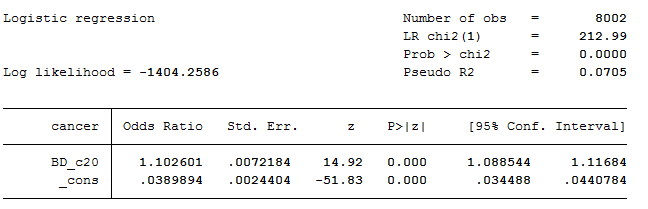 Logistic regression Number of obs = 8002
LR chi2(1) = 212.99
Prob > chi2 = 0.0000
Log likelihood = -1404.2586 Pseudo R2 = 0.0705
cancer Odds Ratio Std. Err. z P>|z| [95% Conf. Interval]
BD_c20 1.102601 .0072184 14.92 0.000 1.088544 1.11684
_cons .0389894 .0024404 -51.83 0.000 .034488 .0440784